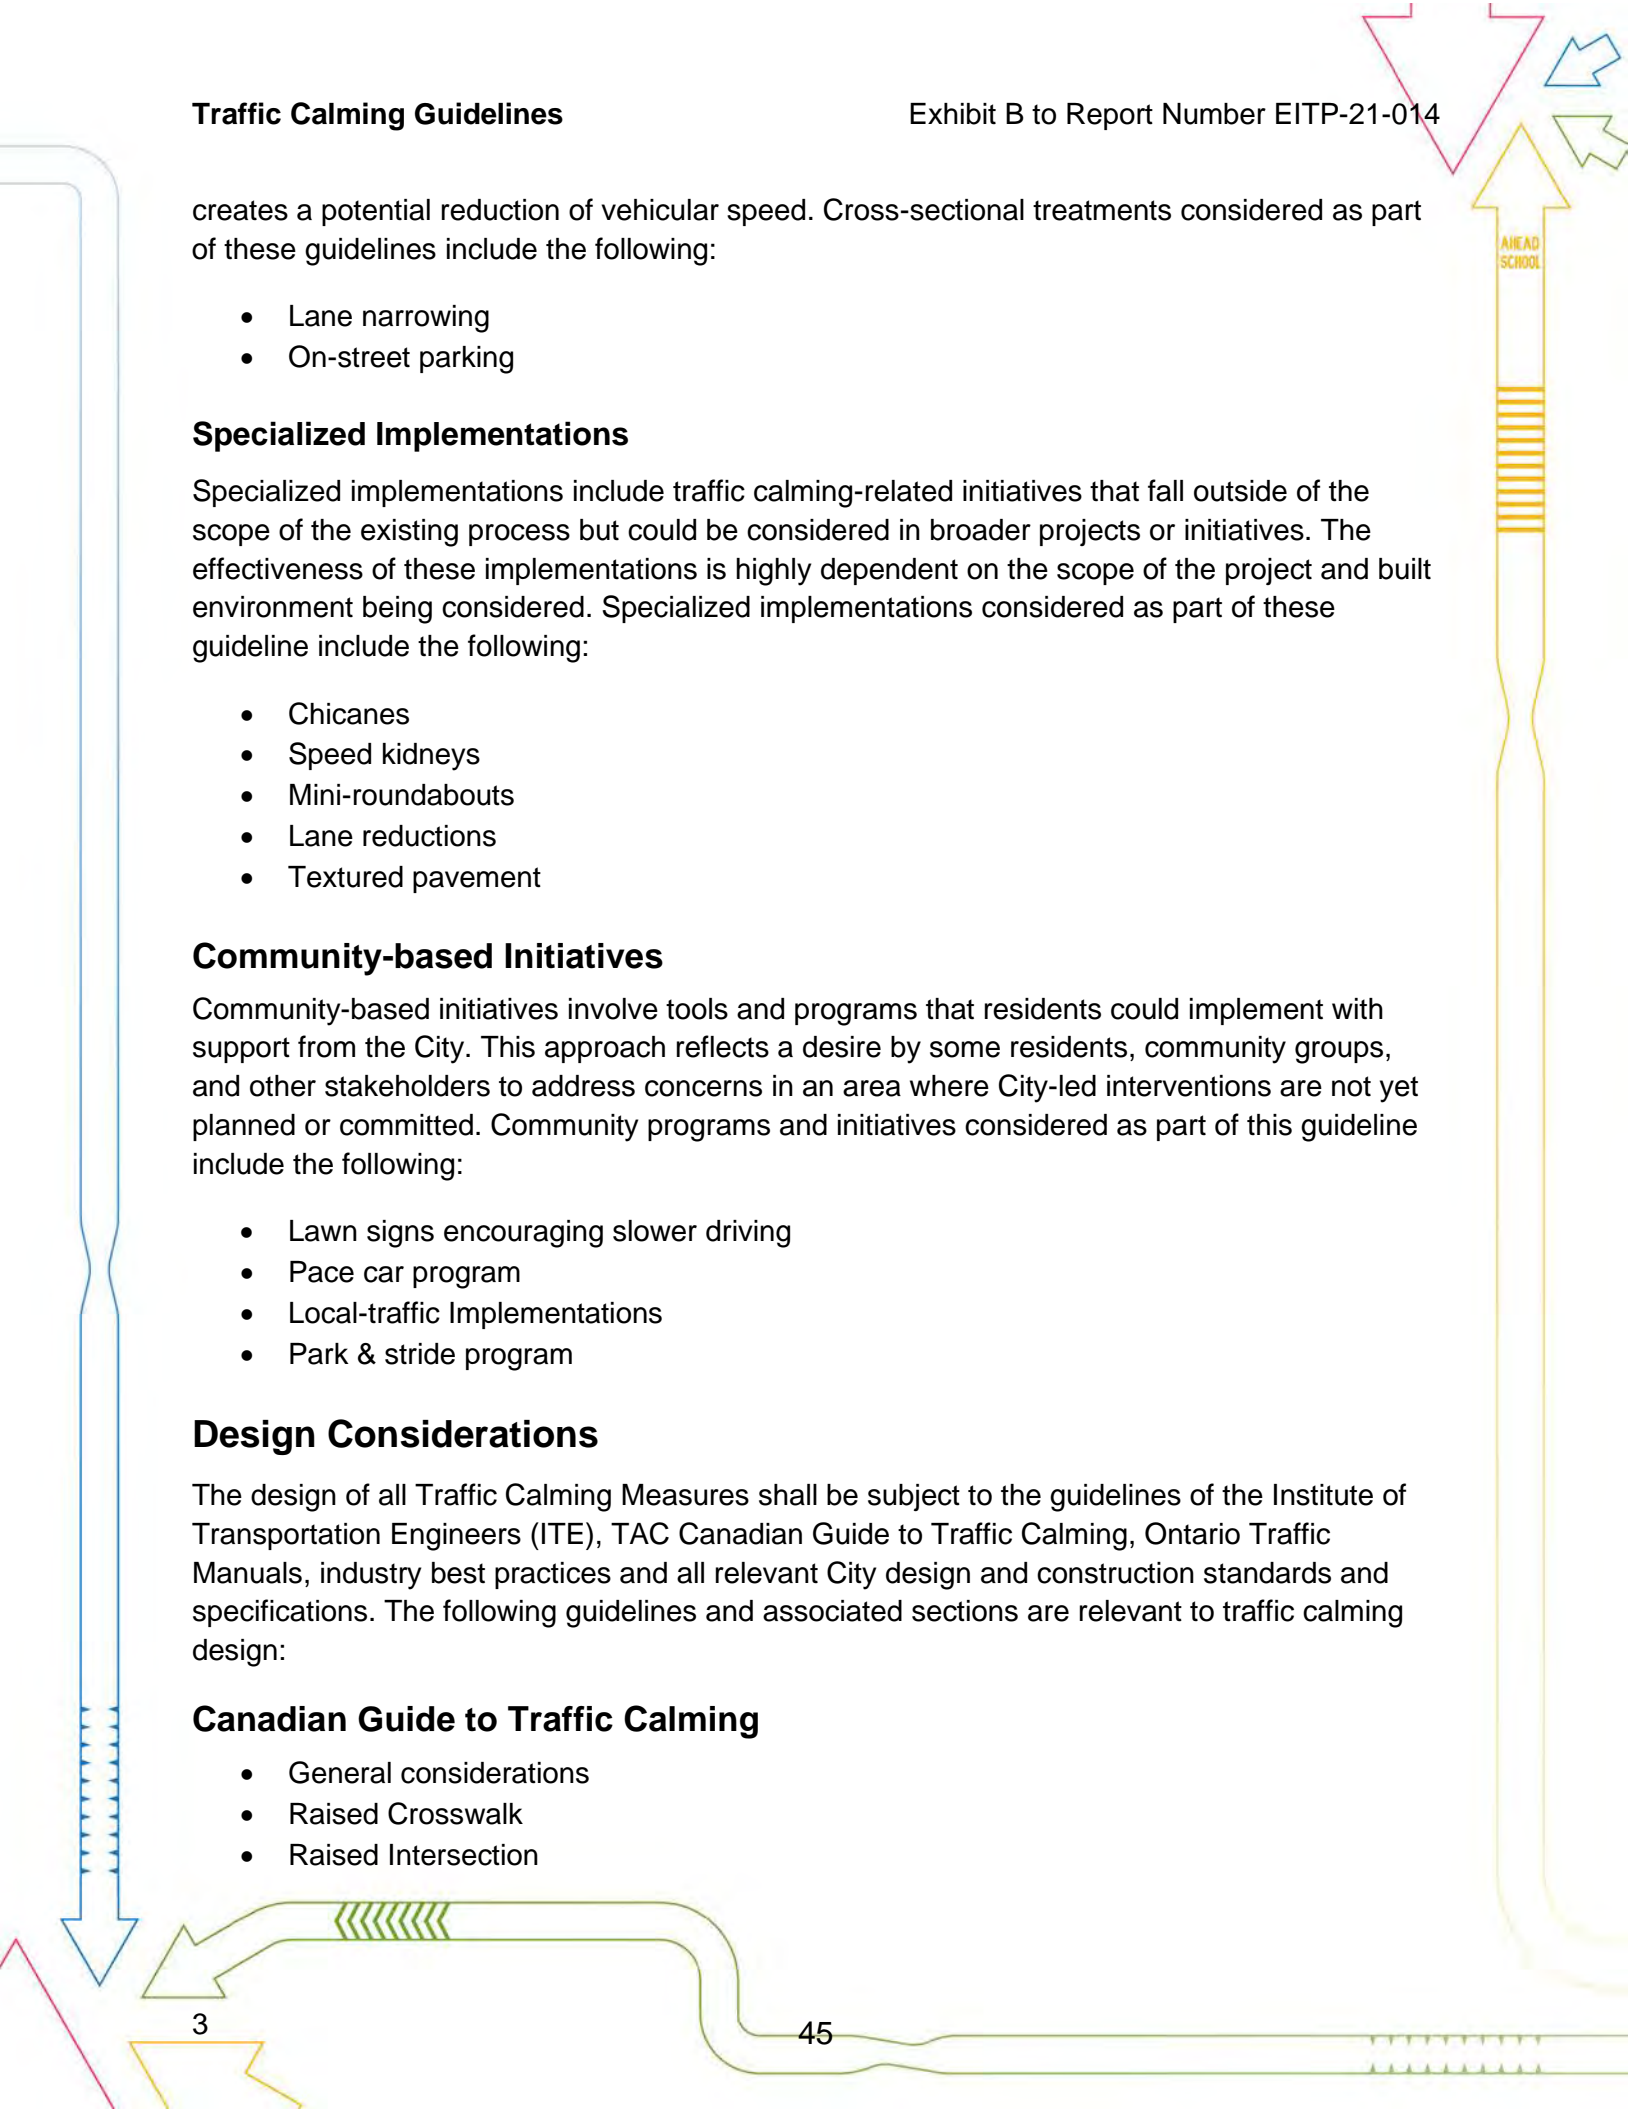 Traffic Calming Guidelines Exhibit B to Report Number EITP-21-014
AHEAD
SCHOOL
creates a potential reduction of vehicular speed. Cross-sectional treatments considered as part
of these guidelines include the following:
• Lane narrowing
• On-street parking
Specialized Implementations
Specialized implementations include traffic calming-related initiatives that fall outside of the
scope of the existing process but could be considered in broader projects or initiatives. The
effectiveness of these implementations is highly dependent on the scope of the project and built
environment being considered. Specialized implementations considered as part of these
guideline include the following:
• Chicanes
• Speed kidneys
• Mini-roundabouts
• Lane reductions
• Textured pavement
Community-based Initiatives
Community-based initiatives involve tools and programs that residents could implement with
support from the City. This approach reflects a desire by some residents, community groups,
and other stakeholders to address concerns in an area where City-led interventions are not yet
planned or committed. Community programs and initiatives considered as part of this guideline
include the following:
• Lawn signs encouraging slower driving
• Pace car program
• Local-traffic Implementations
• Park & stride program
Design Considerations
The design of all Traffic Calming Measures shall be subject to the guidelines of the Institute of
Transportation Engineers (ITE), TAC Canadian Guide to Traffic Calming, Ontario Traffic
Manuals, industry best practices and all relevant City design and construction standards and
specifications. The following guidelines and associated sections are relevant to traffic calming
design:
Canadian Guide to Traffic Calming
• General considerations
• Raised Crosswalk
• Raised Intersection
3
45